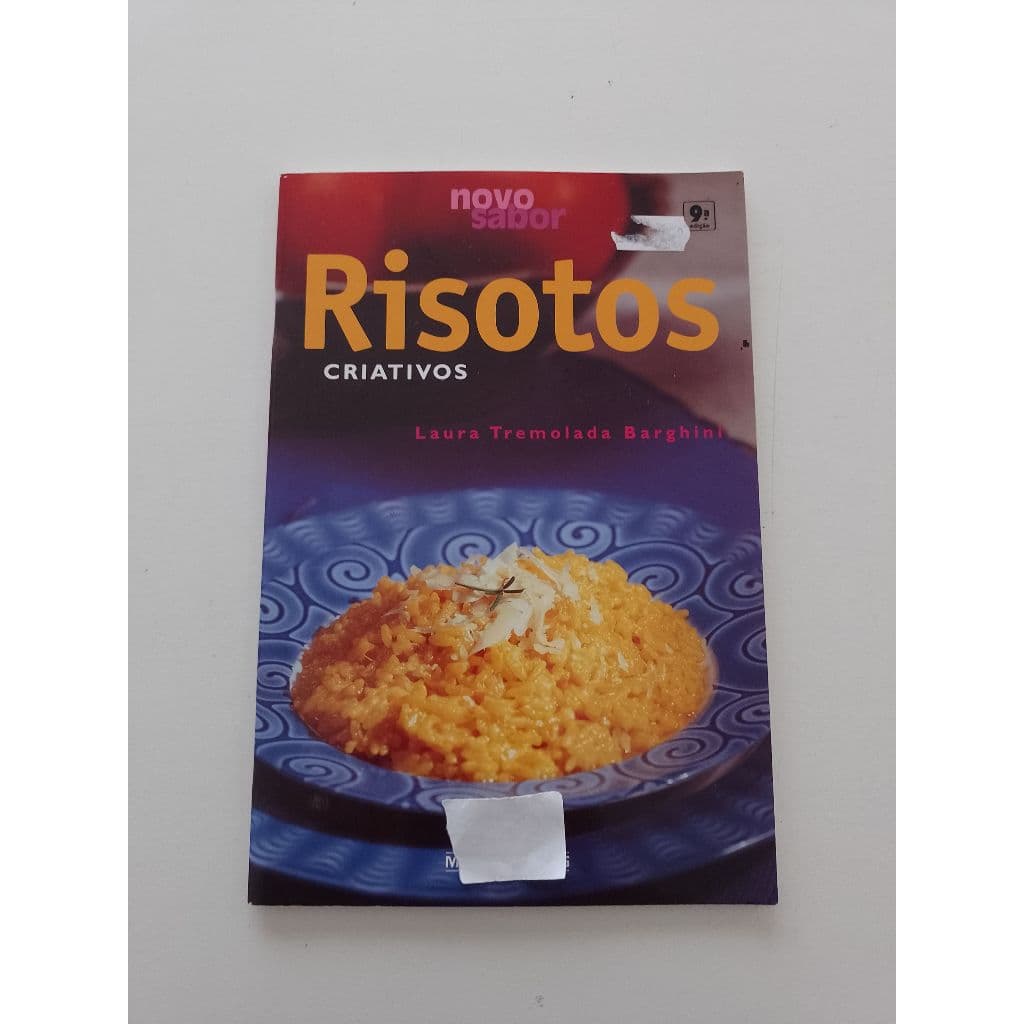 novo
sabor
9ª
edição
Risotos
CRIATIVOS
Laura Tremolada Barghini